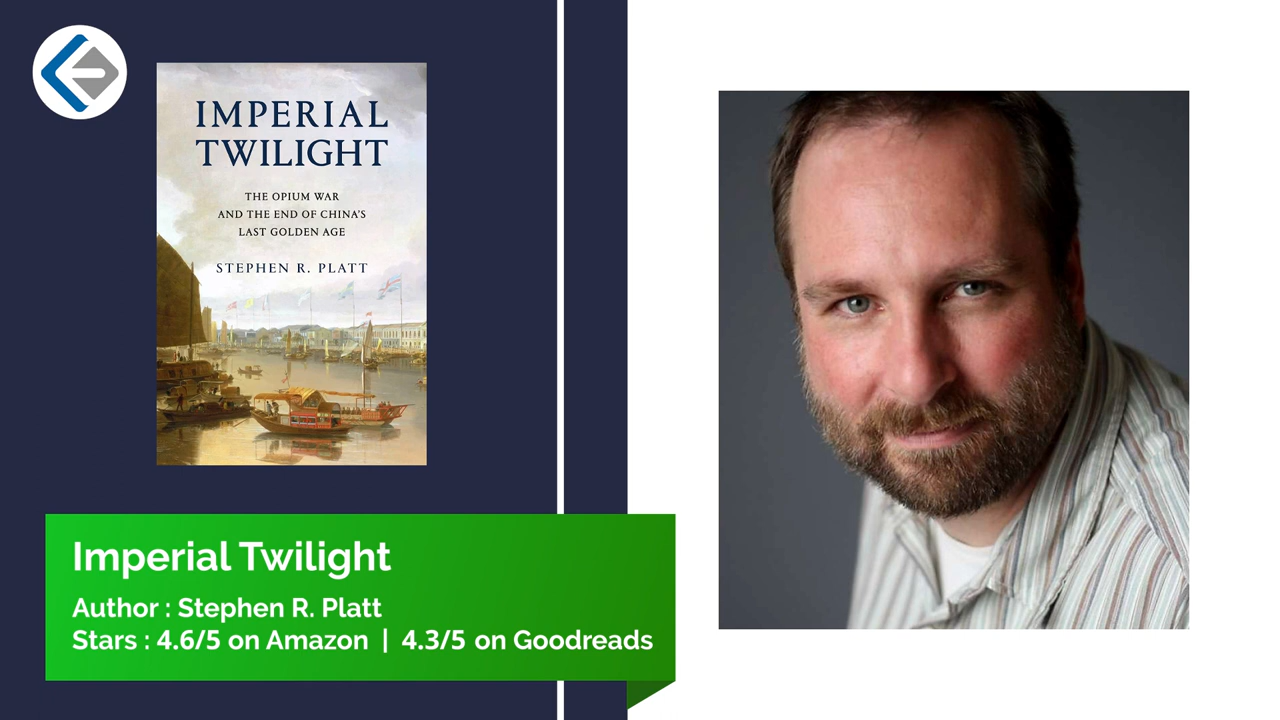 IMPERIAL
TWILIGHT
THE OPIUM WAR
AND THE END OF CHINA'S
LAST GOLDEN AGE
STEPHEN R. PLATT
Imperial Twilight
Author : Stephen R. Platt
Stars : 4.6/5 on Amazon | 4.3/5 on Goodreads